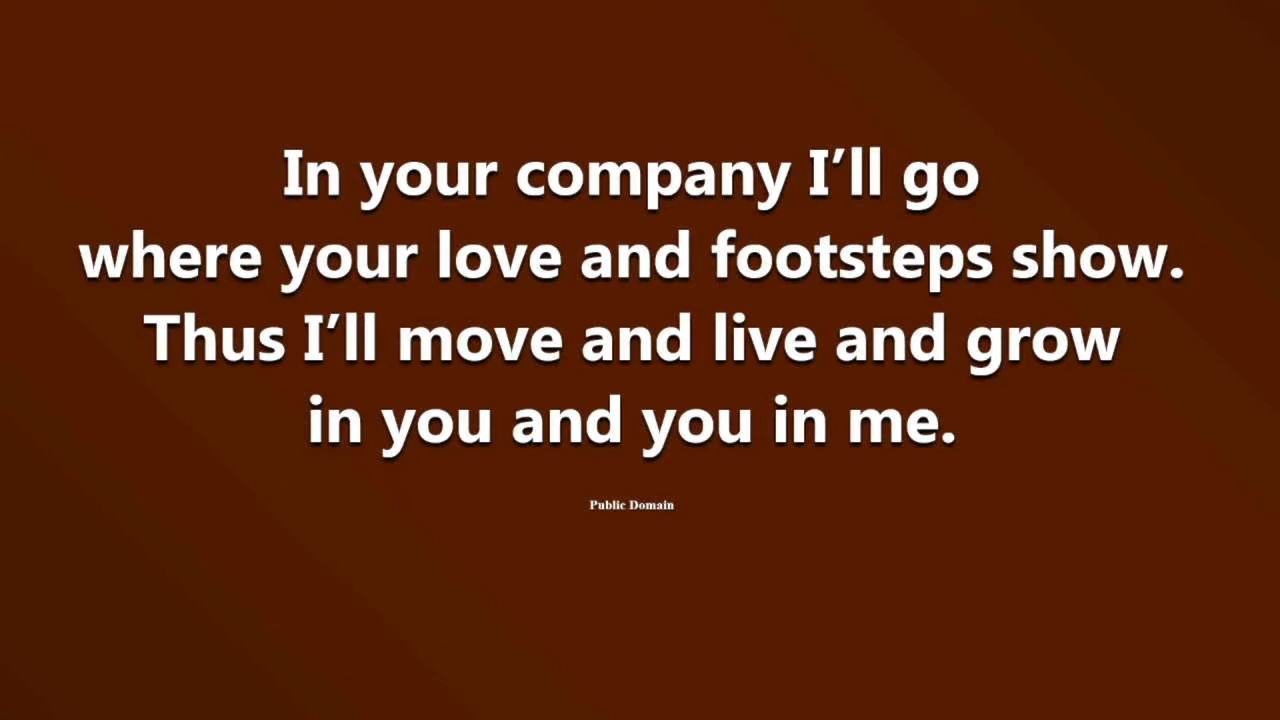 In your company I’ll go
where your love and footsteps show.
Thus I’ll move and live and grow
in you and you in me.
Public Domain